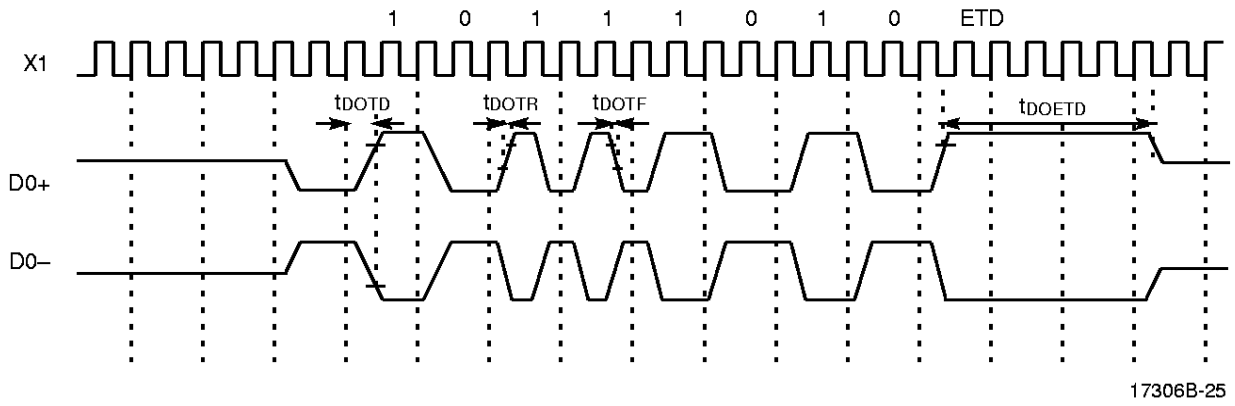 1 0 1 1 1 0 1 0 ETD
X1
tDOTD tDOTR tDOTF tDOETD
D0+
D0–
17306B-25